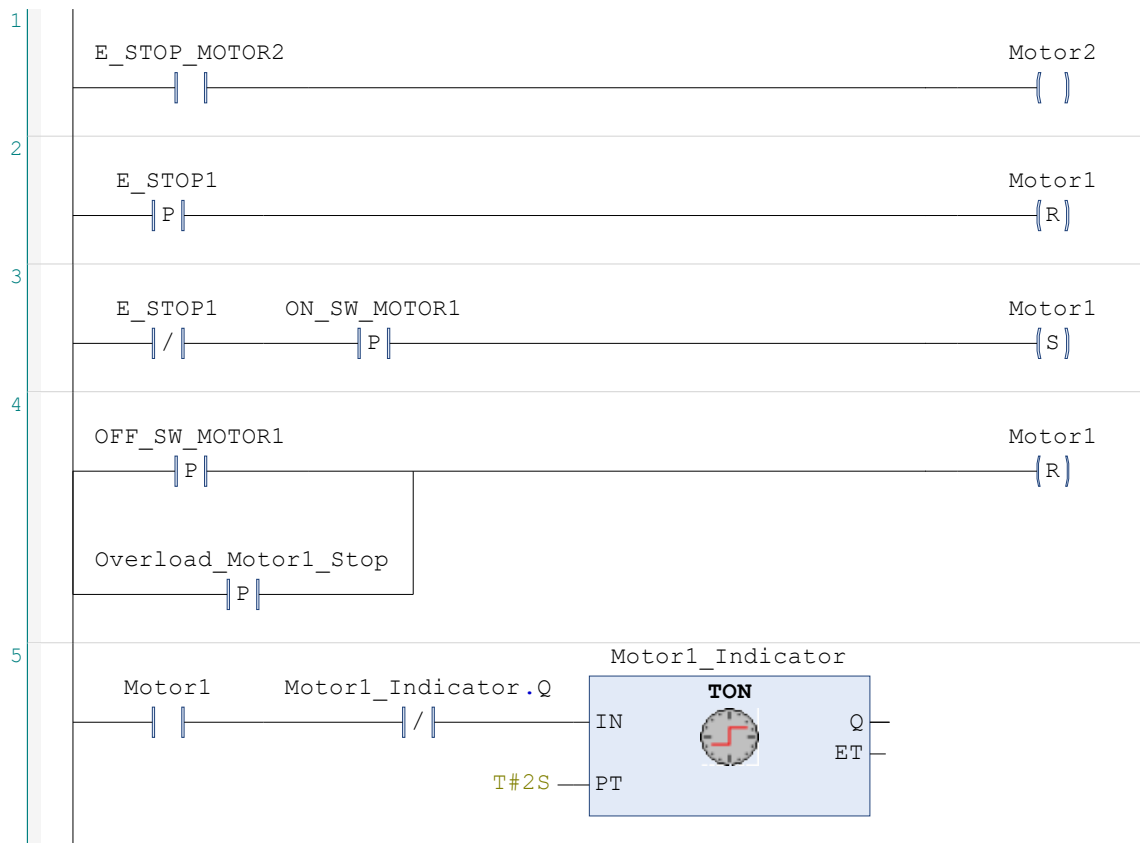 1
E_STOP_MOTOR2 Motor2
2
E_STOP1 Motor1
P R
3
E_STOP1 ON_SW_MOTOR1 Motor1
/ P S
4
OFF_SW_MOTOR1 Motor1
P R
Overload_Motor1_Stop
P
5
Motor1_Indicator
Motor1 Motor1_Indicator.Q TON
/ IN Q
ET
T#2S PT